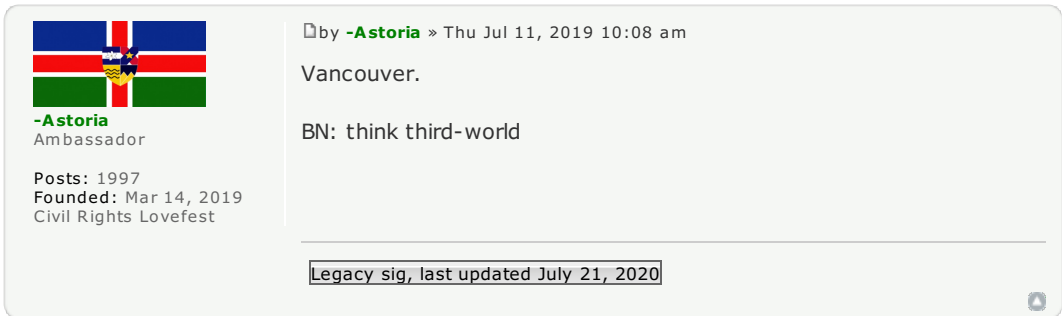 by -Astoria » Thu Jul 11, 2019 10:08 am
Vancouver.
BN: think third-world
-Astoria
Ambassador
Posts: 1997
Founded: Mar 14, 2019
Civil Rights Lovefest
Legacy sig, last updated July 21, 2020